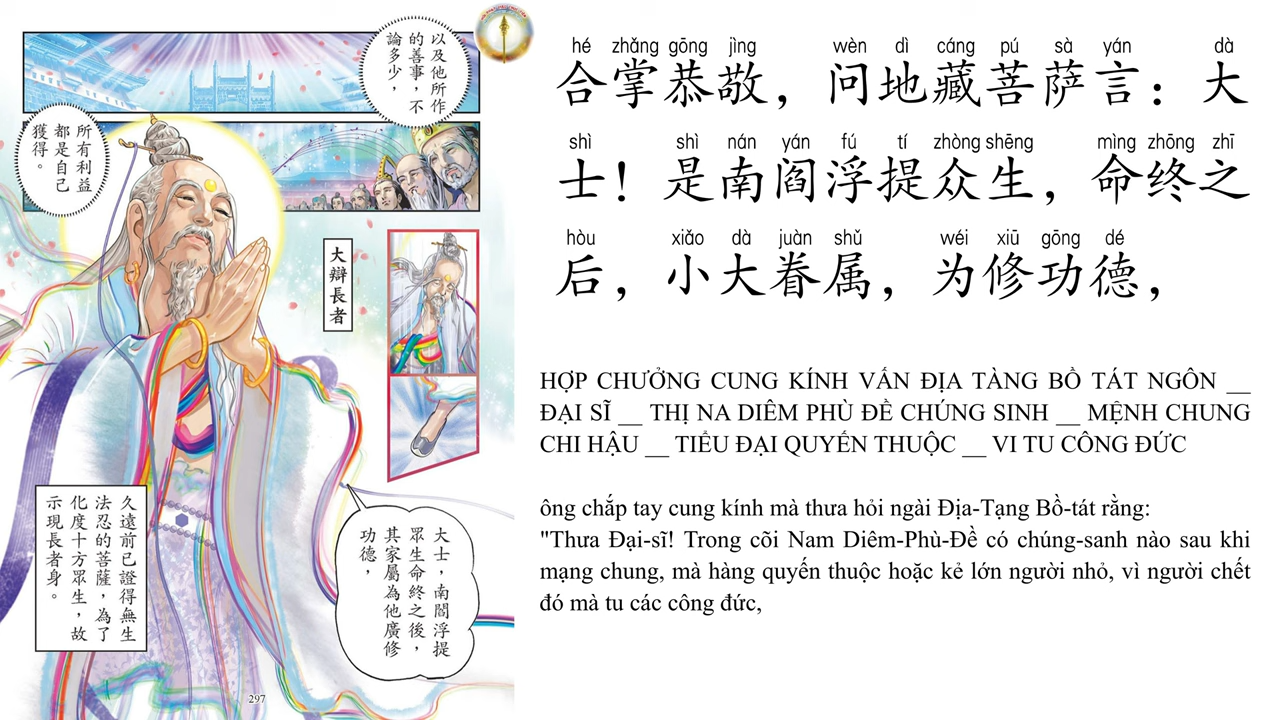 以及他所作
的善事，不
論多少，
所有利益
都是自己
獲得。
大辯長者
久遠前已證得無生
法忍的菩薩，為了
化度十方眾生，故
示現長者身。
大士，南閻浮提
眾生命終之後，
其家屬為他廣修
功德，
297
hé zhǎng gōng jìng wèn dì cáng pú sà yán dà
合掌恭敬，问地藏菩萨言：大
shì shì nán yán fú tí zhòng shēng mìng zhōng zhī
士！是南阎浮提众生，命终之
hòu xiǎo dà juàn shǔ wéi xiū gōng dé
后，小大眷属，为修功德，
HỢP CHƯỞNG CUNG KÍNH VẤN ĐỊA TÀNG BỒ TÁT NGÔN __
ĐẠI SĨ __ THỊ NA DIÊM PHÙ ĐỀ CHÚNG SINH __ MỆNH CHUNG
CHI HẬU __ TIỂU ĐẠI QUYẾN THUỘC __ VI TU CÔNG ĐỨC
ông chắp tay cung kính mà thưa hỏi ngài Địa-Tạng Bồ-tát rằng:
"Thưa Đại-sĩ! Trong cõi Nam Diêm-Phù-Đề có chúng-sanh nào sau khi
mạng chung, mà hàng quyến thuộc hoặc kẻ lớn người nhỏ, vì người chết
đó mà tu các công đức,